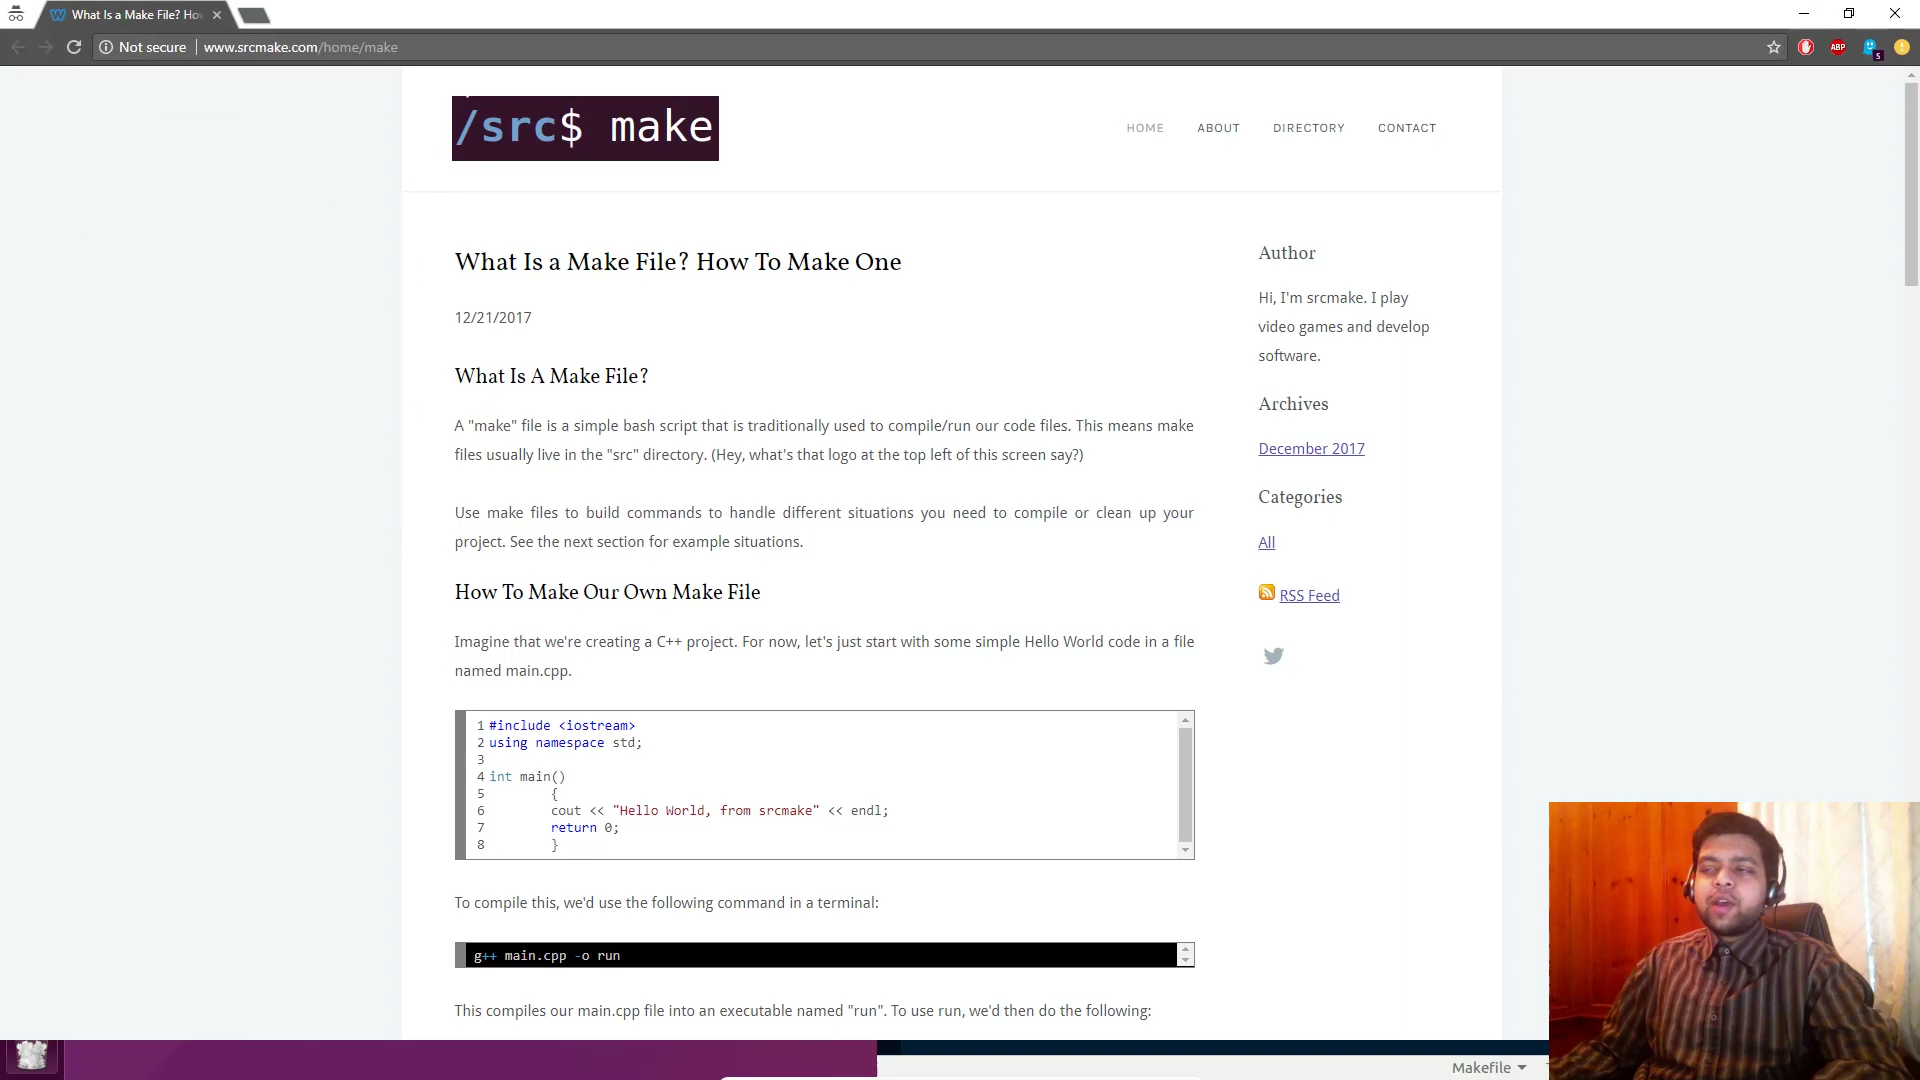 What Is a Make File? Ho
Not secure
www.srcmake.com/home/make
ABP
5
/src$ make
HOME
ABOUT
DIRECTORY
CONTACT
What Is a Make File? How To Make One
12/21/2017
What Is A Make File?
A "make" file is a simple bash script that is traditionally used to compile/run our code files. This means make
files usually live in the "src" directory. (Hey, what's that logo at the top left of this screen say?)
Use make files to build commands to handle different situations you need to compile or clean up your
project. See the next section for example situations.
How To Make Our Own Make File
Imagine that we're creating a C++ project. For now, let's just start with some simple Hello World code in a file
named main.cpp.
1 #include <iostream>
2 using namespace std;
3
4 int main()
5 {
6 cout << "Hello World, from srcmake" << endl;
7 return 0;
8 }
To compile this, we'd use the following command in a terminal:
g++ main.cpp -o run
This compiles our main.cpp file into an executable named "run". To use run, we'd then do the following:
Author
Hi, I'm srcmake. I play
video games and develop
software.
Archives
December 2017
Categories
All
RSS Feed
Makefile